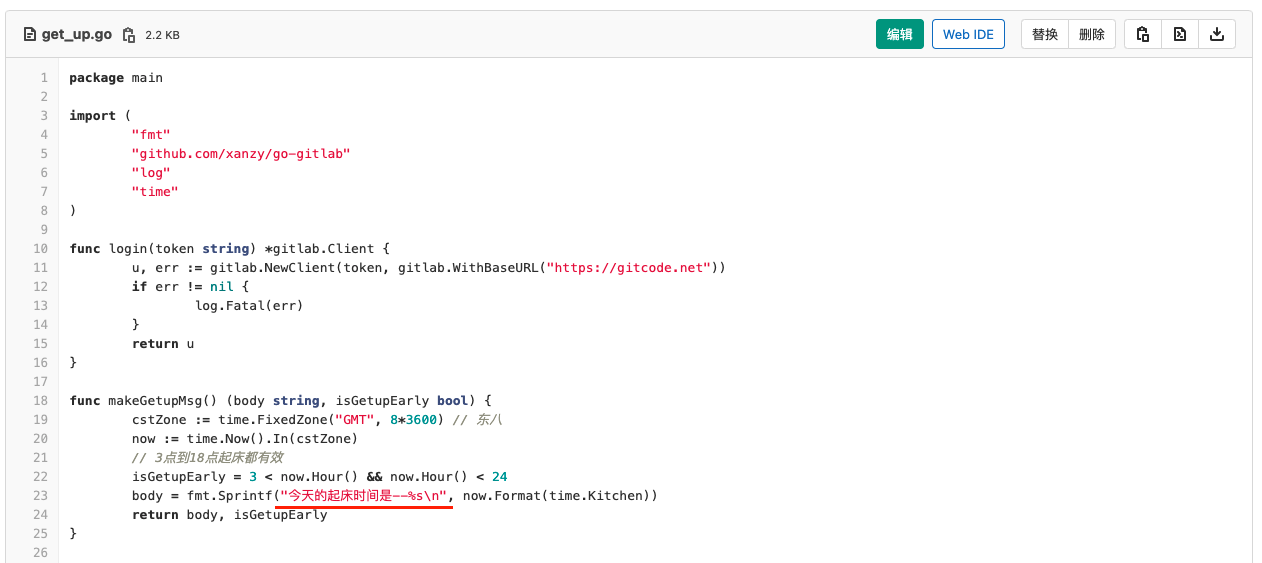 get_up.go 2.2 KB 编辑 Web IDE 替换 删除
1 package main
2
3 import (
4 "fmt"
5 "github.com/xanzy/go-gitlab"
6 "log"
7 "time"
8 )
9
10 func login(token string) *gitlab.Client {
11 u, err := gitlab.NewClient(token, gitlab.WithBaseURL("https://gitcode.net"))
12 if err != nil {
13 log.Fatal(err)
14 }
15 return u
16 }
17
18 func makeGetupMsg() (body string, isGetupEarly bool) {
19 cstZone := time.FixedZone("GMT", 8*3600) // 东八
20 now := time.Now().In(cstZone)
21 // 3点到18点起床都有效
22 isGetupEarly = 3 < now.Hour() && now.Hour() < 24
23 body = fmt.Sprintf("今天的起床时间是--%s\n", now.Format(time.Kitchen))
24 return body, isGetupEarly
25 }
26